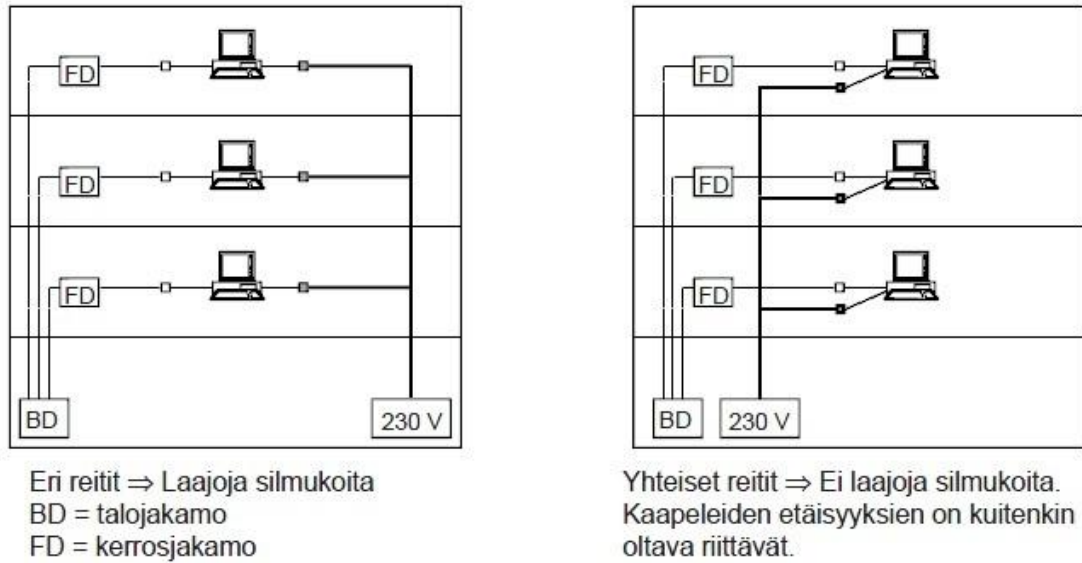 FD
FD
FD
BD
230 V
Eri reitit ⇒ Laajoja silmukoita
BD = talojakamo
FD = kerrosjakamo
FD
FD
FD
BD
230 V
Yhteiset reitit ⇒ Ei laajoja silmukoita.
Kaapeleiden etäisyyksien on kuitenkin
oltava riittävät.